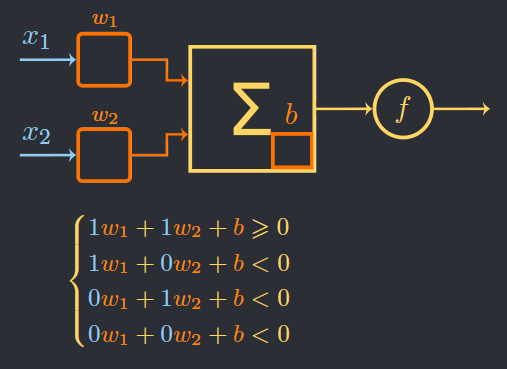 w₁
x₁
w₂
x₂
Σ
b
f
1w₁ + 1w₂ + b ⩾ 0
1w₁ + 0w₂ + b < 0
0w₁ + 1w₂ + b < 0
0w₁ + 0w₂ + b < 0